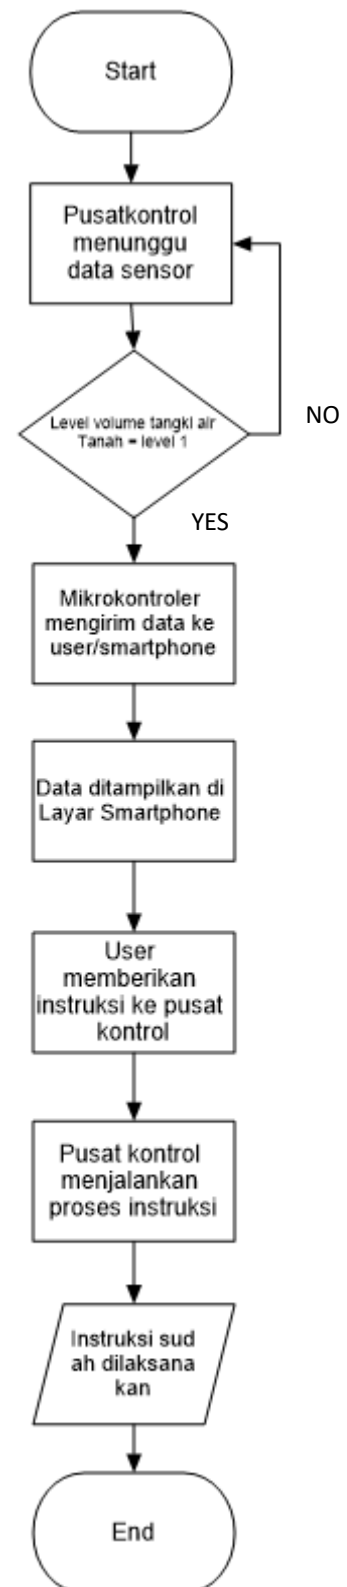 Start
Pusatkontrol
menunggu
data sensor
Level volume tangki air
Tanah = level 1
NO
YES
Mikrokontroler
mengirim data ke
user/smartphone
Data ditampilkan di
Layar Smartphone
User
memberikan
instruksi ke pusat
kontrol
Pusat kontrol
menjalankan
proses instruksi
Instruksi sud
ah dilaksana
kan
End